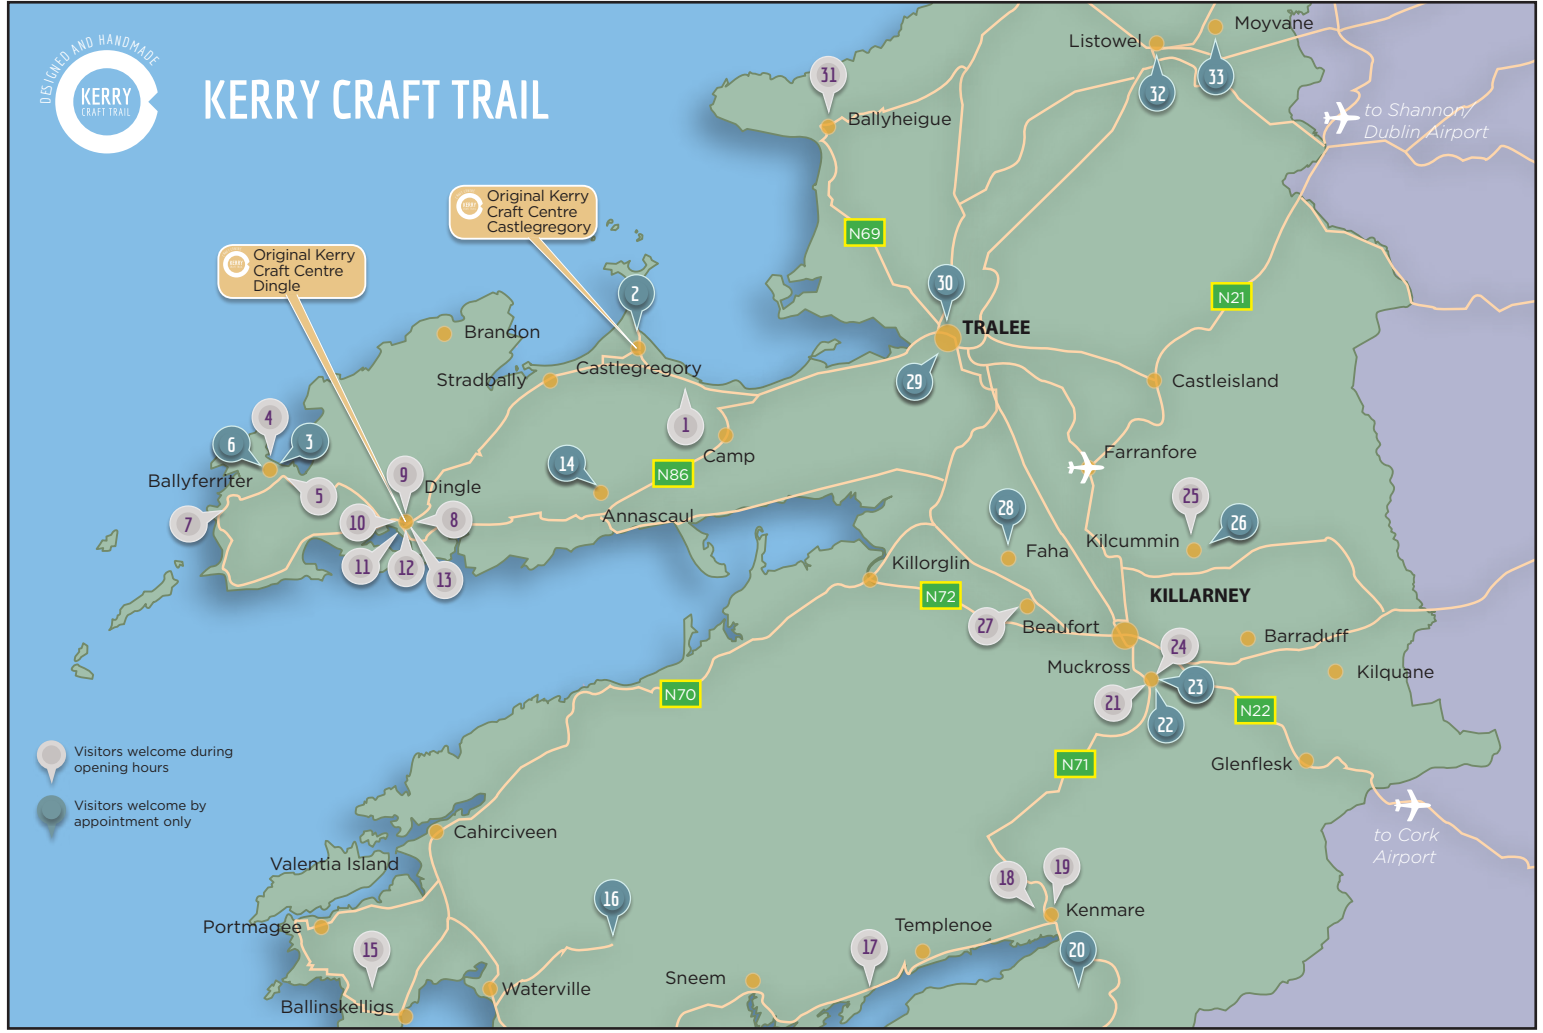 DESIGNED AND HANDMADE
KERRY
CRAFT TRAIL
KERRY CRAFT TRAIL
Moyvane
Listowel
33
32
31
to Shannon/
Dublin Airport
Ballyheigue
Original Kerry
Craft Centre
Castlegregory
N69
Original Kerry
Craft Centre
Dingle
30
2
N21
TRALEE
Brandon
Castlegregory
Stradbally
29
Castleisland
4
1
6
3
Camp
Farranfore
14
N86
9
Ballyferriter
Dingle
5
25
28
7
10
8
Annascaul
26
Kilcummin
Faha
11
12
13
Killorglin
N72
KILLARNEY
27
Beaufort
Barraduff
24
Muckross
Kilquane
23
N70
21
N22
22
Visitors welcome during
opening hours
N71
Glenflesk
Visitors welcome by
appointment only
Cahirciveen
to Cork
Airport
Valentia Island
19
18
16
Kenmare
Portmagee
Templenoe
15
17
20
Sneem
Waterville
Ballinskelligs